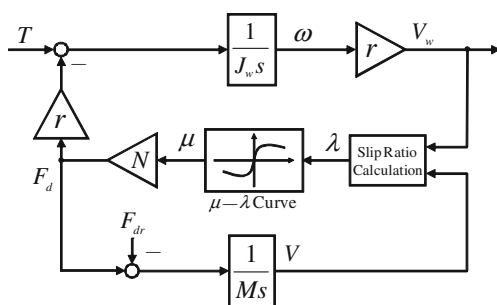 T
−
1
J_w s
ω
r
V_w
r
F_d
N
μ
μ−λ Curve
λ
Slip Ratio
Calculation
F_dr
−
1
Ms
V